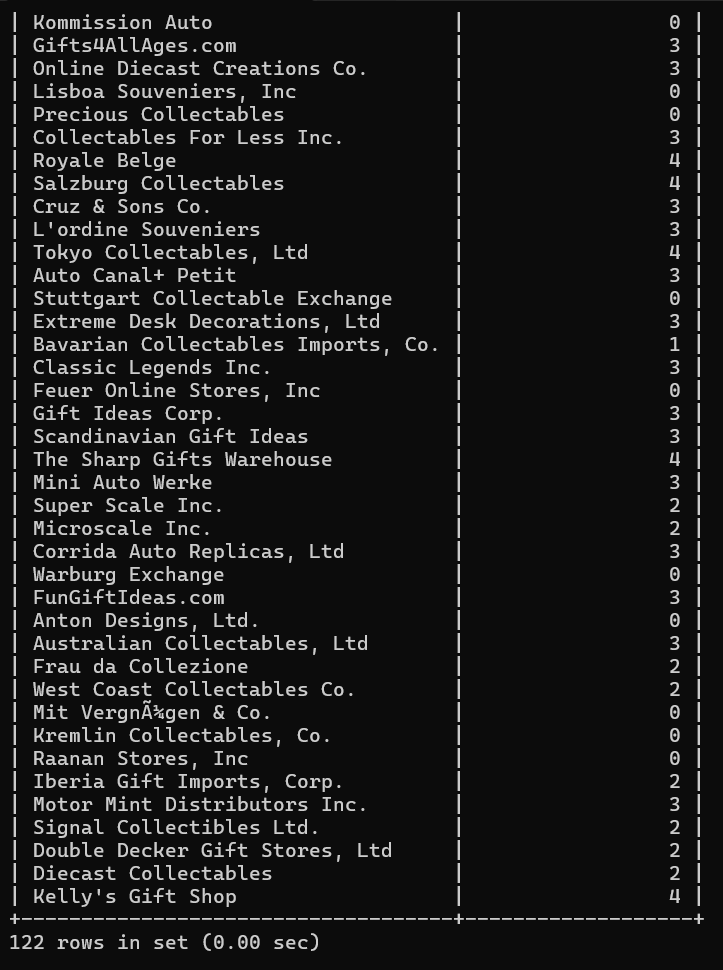 | Kommission Auto | 0 |
| Gifts4AllAges.com | 3 |
| Online Diecast Creations Co. | 3 |
| Lisboa Souveniers, Inc | 0 |
| Precious Collectables | 0 |
| Collectables For Less Inc. | 3 |
| Royale Belge | 4 |
| Salzburg Collectables | 4 |
| Cruz & Sons Co. | 3 |
| L'ordine Souveniers | 3 |
| Tokyo Collectables, Ltd | 4 |
| Auto Canal+ Petit | 3 |
| Stuttgart Collectable Exchange | 0 |
| Extreme Desk Decorations, Ltd | 3 |
| Bavarian Collectables Imports, Co. | 1 |
| Classic Legends Inc. | 3 |
| Feuer Online Stores, Inc | 0 |
| Gift Ideas Corp. | 3 |
| Scandinavian Gift Ideas | 3 |
| The Sharp Gifts Warehouse | 4 |
| Mini Auto Werke | 3 |
| Super Scale Inc. | 2 |
| Microscale Inc. | 2 |
| Corrida Auto Replicas, Ltd | 3 |
| Warburg Exchange | 0 |
| FunGiftIdeas.com | 3 |
| Anton Designs, Ltd. | 0 |
| Australian Collectables, Ltd | 3 |
| Frau da Collezione | 2 |
| West Coast Collectables Co. | 2 |
| Mit VergnÃ¼gen & Co. | 0 |
| Kremlin Collectables, Co. | 0 |
| Raanan Stores, Inc | 0 |
| Iberia Gift Imports, Corp. | 2 |
| Motor Mint Distributors Inc. | 3 |
| Signal Collectibles Ltd. | 2 |
| Double Decker Gift Stores, Ltd | 2 |
| Diecast Collectables | 2 |
| Kelly's Gift Shop | 4 |
+------------------------------------+-------------------+
122 rows in set (0.00 sec)